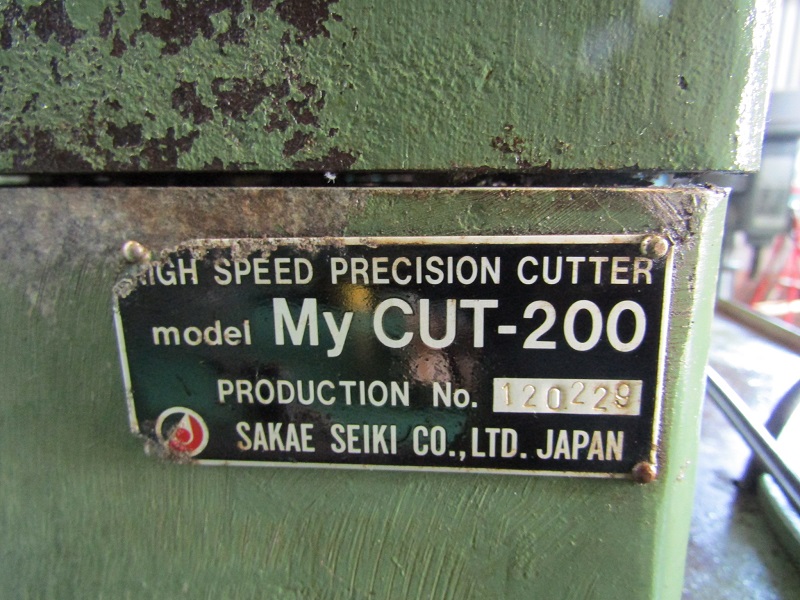 HIGH SPEED PRECISION CUTTER
model My CUT-200
PRODUCTION No. 120229
SAKAE SEIKI CO., LTD. JAPAN